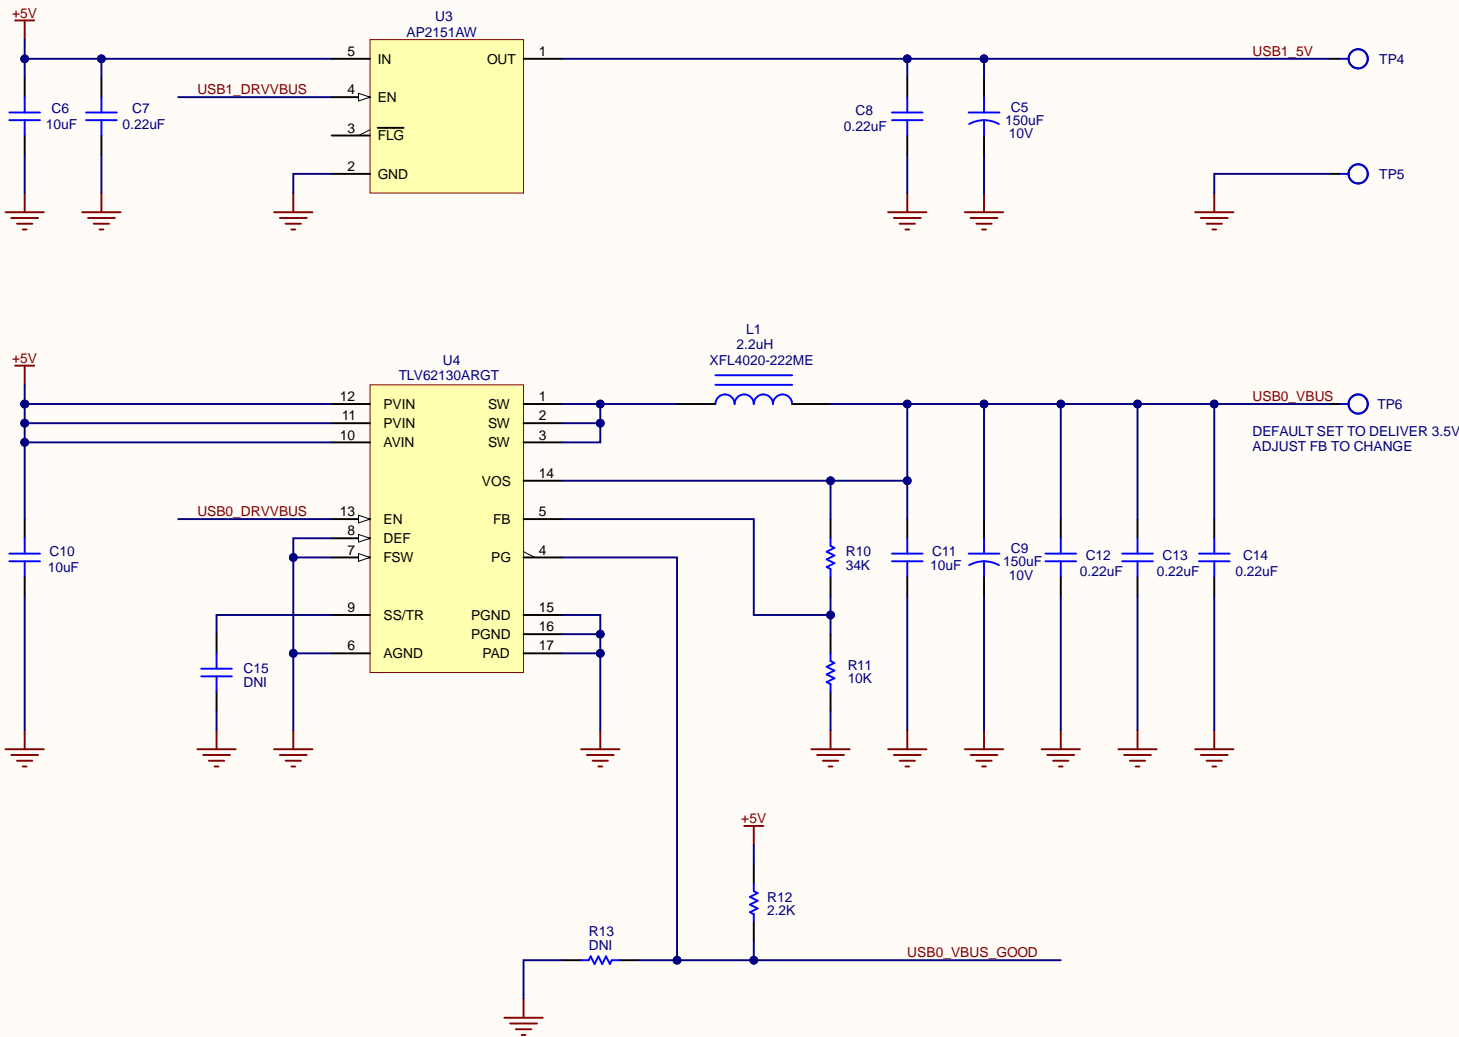 +5V
U3
AP2151AW
5 IN OUT 1
USB1_DRVVBUS 4 EN
3 FLG
2 GND
C6
10uF
C7
0.22uF
C8
0.22uF
C5
150uF
10V
USB1_5V
TP4
TP5
+5V
U4
TLV62130ARGT
L1
2.2uH
XFL4020-222ME
12 PVIN SW 1
11 PVIN SW 2
10 AVIN SW 3
VOS 14
USB0_DRVVBUS 13 EN FB 5
8 DEF
7 FSW PG 4
9 SS/TR PGND 15
PGND 16
6 AGND PAD 17
USB0_VBUS
TP6
DEFAULT SET TO DELIVER 3.5V
ADJUST FB TO CHANGE
C10
10uF
C15
DNI
R10
34K
R11
10K
C11
10uF
C9
150uF
10V
C12
0.22uF
C13
0.22uF
C14
0.22uF
+5V
R12
2.2K
R13
DNI
USB0_VBUS_GOOD